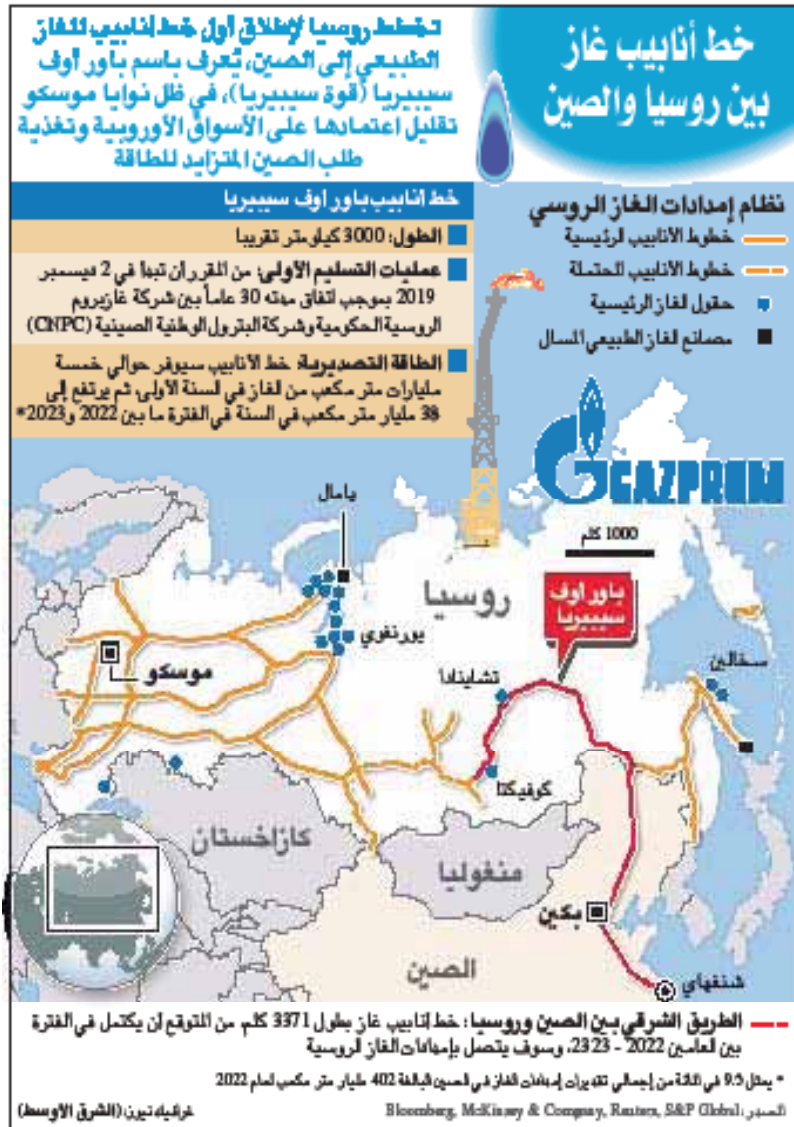 خط أنابيب غاز
بين روسيا والصين
تخطط روسيا لإطلاق أول خط أنابيب للغاز
الطبيعي إلى الصين، يُعرف باسم باور أوف
سيبيريا (قوة سيبيريا)، في ظل نوايا موسكو
تقليل اعتمادها على الأسواق الأوروبية وتغذية
طلب الصين المتزايد للطاقة
نظام إمدادات الغاز الروسي
خطوط الأنابيب الرئيسية
خطوط الأنابيب المحتملة
حقول الغاز الرئيسية
مصانع الغاز الطبيعي المسال
خط أنابيب باور اوف سيبيريا
الطول: 3000 كيلومتر تقريبا
عمليات التسليم الأولى: من المقرر أن تبدأ في 2 ديسمبر
2019 بموجب اتفاق مدته 30 عاماً بين شركة غازبروم
الروسية الحكومية وشركة البترول الوطنية الصينية (CNPC)
الطاقة التصديرية: خط الأنابيب سيوفر حوالي خمسة
مليارات متر مكعب من الغاز في السنة الأولى، ثم يرتفع إلى
38 مليار متر مكعب في السنة في الفترة ما بين 2022 و2023*
GAZPROM
1000 كلم
يامال
روسيا
باور اوف
سيبيريا
يورنغوي
موسكو
تشايندا
سخالين
كوفيكتا
كازاخستان
منغوليا
بكين
الصين
شنغهاي
الطريق الشرقي بين الصين وروسيا: خط أنابيب غاز بطول 3371 كلم، من المتوقع أن يكتمل في الفترة
بين العامين 2022 - 2323، وسوف يتصل بإمدادات الغاز الروسية
* يمثل 9.5 في المائة من إجمالي تقديرات إمدادات الغاز في الصين البالغة 402 مليار متر مكعب لعام 2022
المصدر: Bloomberg, McKinsey & Company, Reuters, S&P Global
غرافيك نيوز: (الشرق الأوسط)